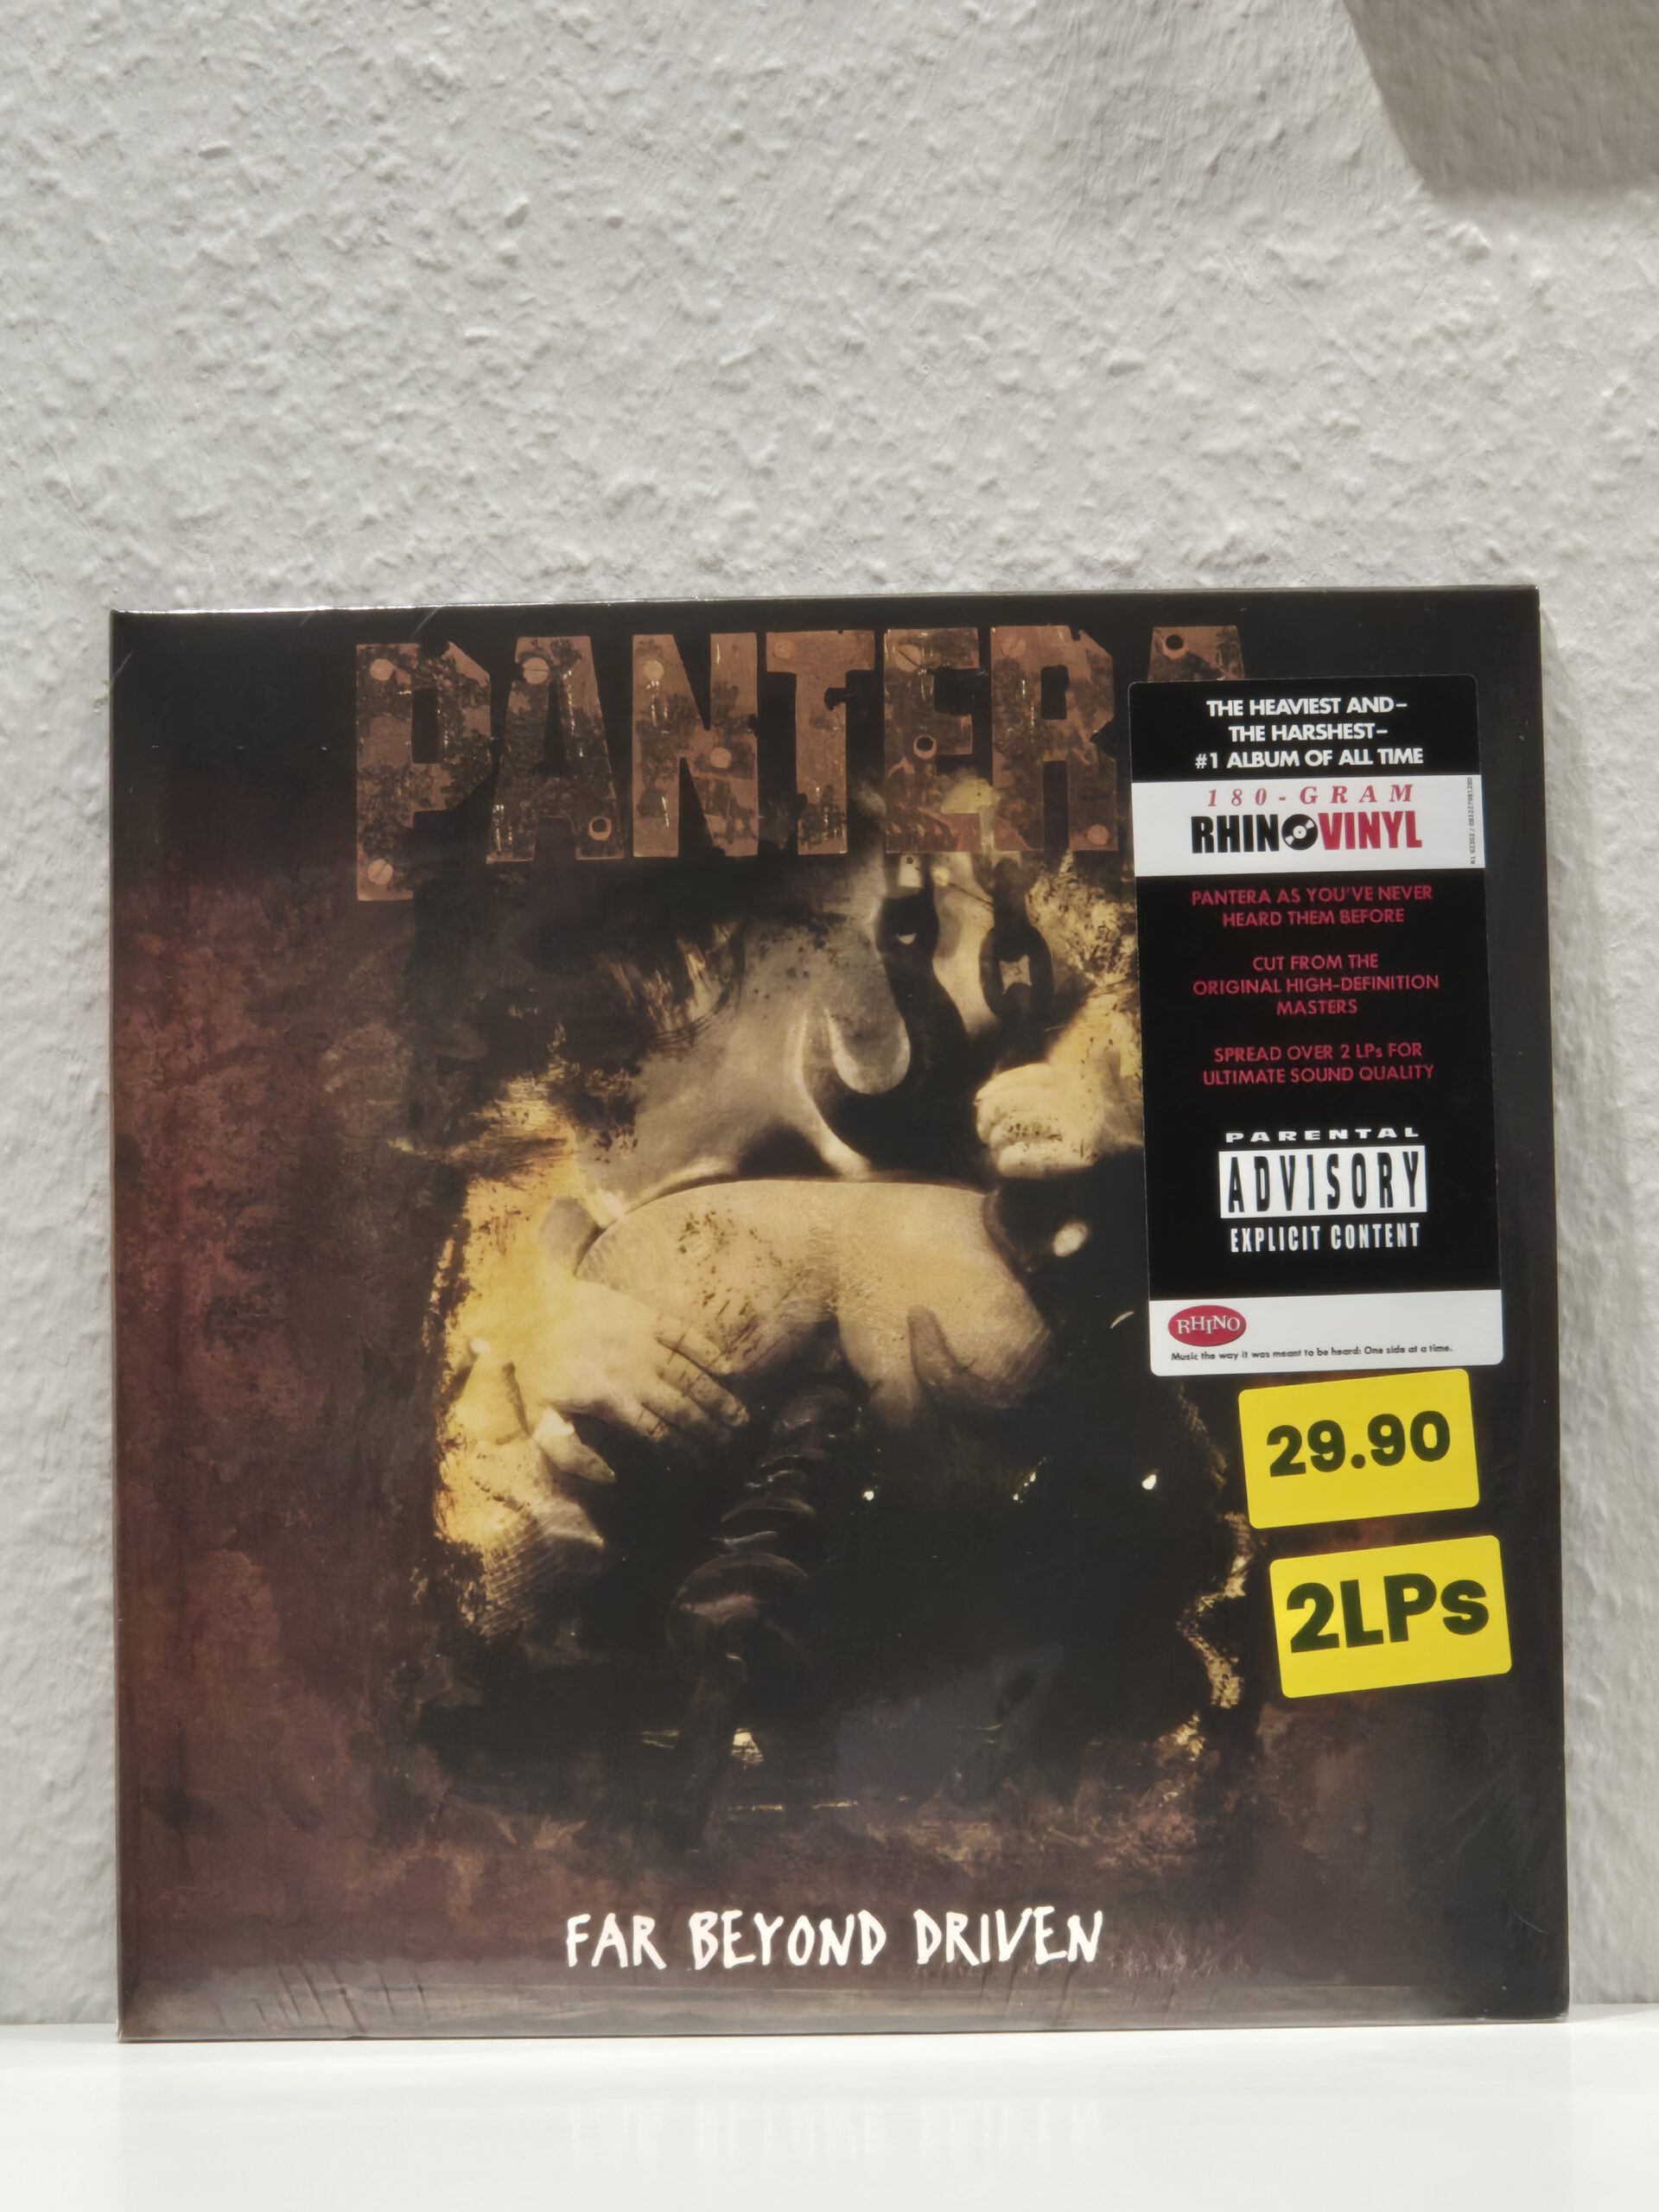 PANTERA
THE HEAVIEST AND–
THE HARSHEST–
#1 ALBUM OF ALL TIME
180-GRAM
RHINOVINYL
PANTERA AS YOU'VE NEVER
HEARD THEM BEFORE
CUT FROM THE
ORIGINAL HIGH-DEFINITION
MASTERS
SPREAD OVER 2 LPs FOR
ULTIMATE SOUND QUALITY
PARENTAL
ADVISORY
EXPLICIT CONTENT
RHINO
Music the way it was meant to be heard: One side at a time.
29.90
2LPs
FAR BEYOND DRIVEN